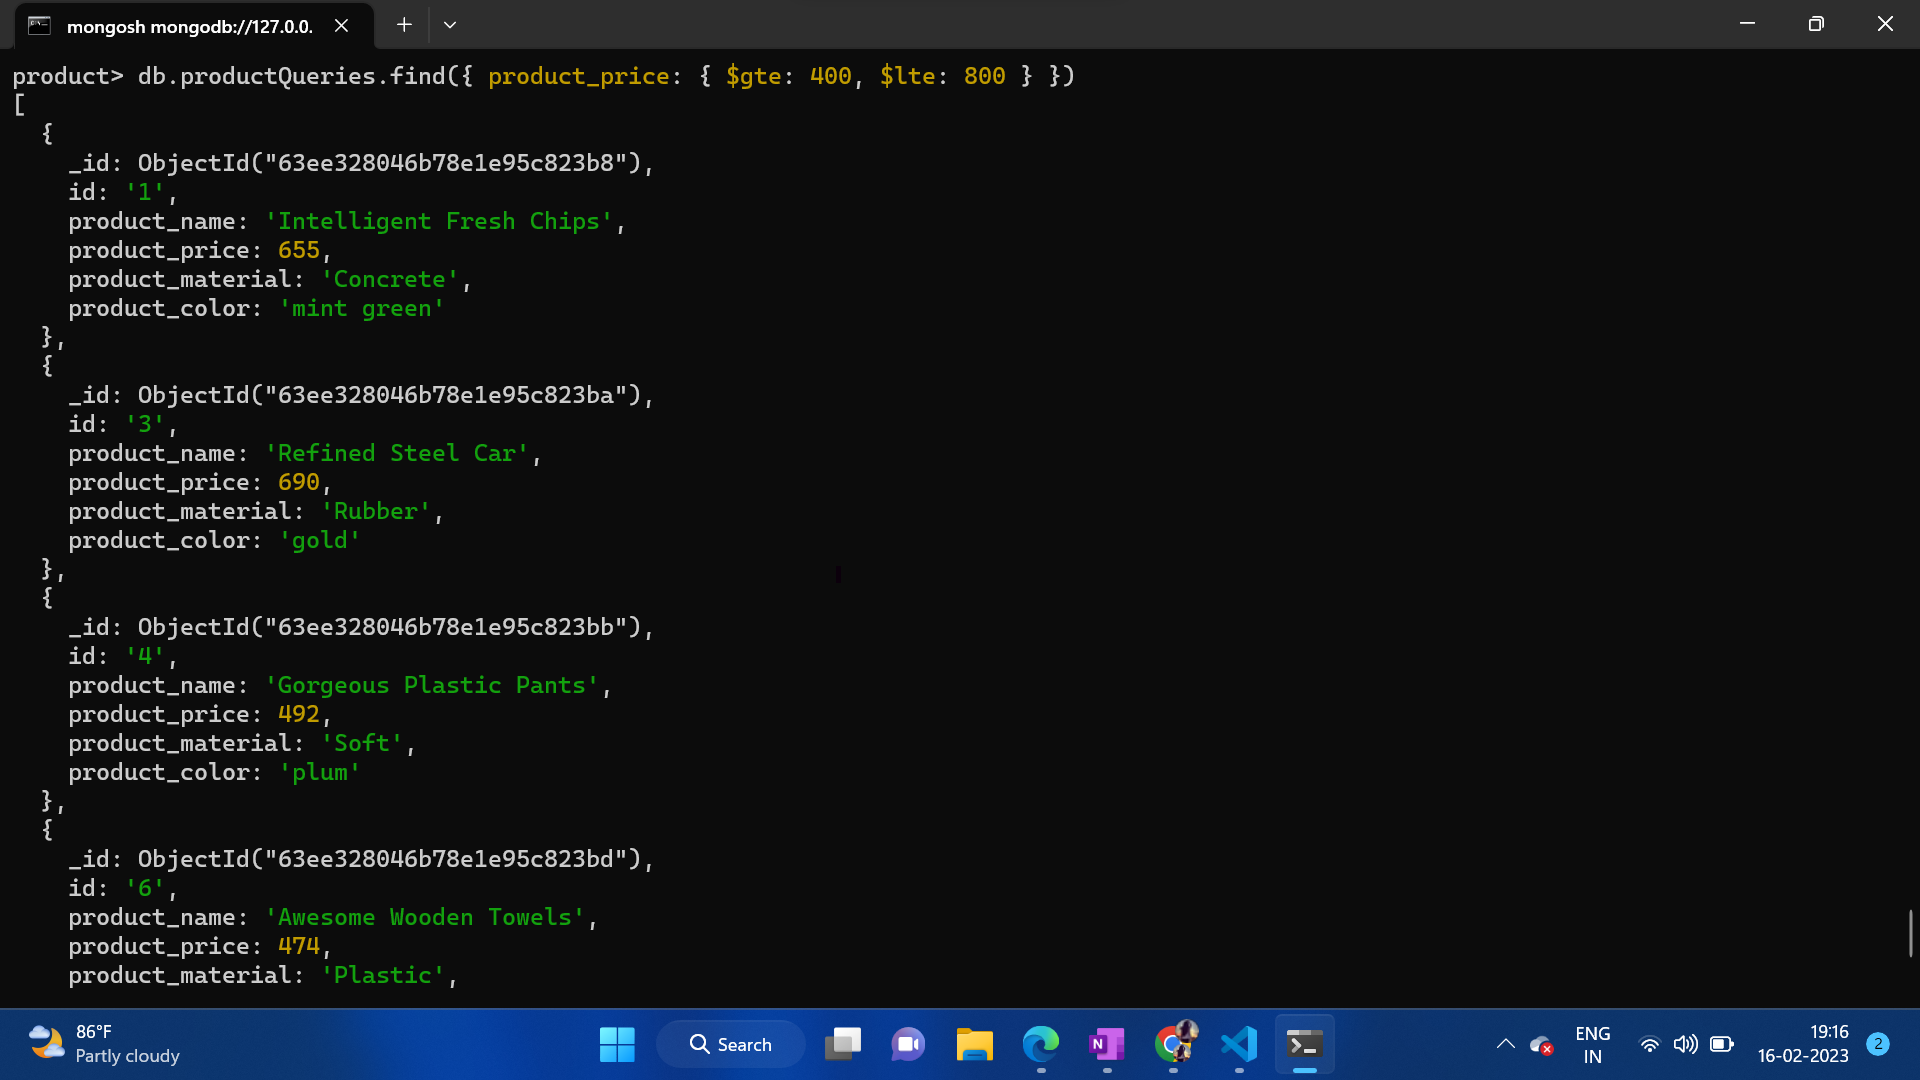 mongosh mongodb://127.0.0.
product> db.productQueries.find({ product_price: { $gte: 400, $lte: 800 } })
[
  {
    _id: ObjectId("63ee328046b78e1e95c823b8"),
    id: '1',
    product_name: 'Intelligent Fresh Chips',
    product_price: 655,
    product_material: 'Concrete',
    product_color: 'mint green'
  },
  {
    _id: ObjectId("63ee328046b78e1e95c823ba"),
    id: '3',
    product_name: 'Refined Steel Car',
    product_price: 690,
    product_material: 'Rubber',
    product_color: 'gold'
  },
  {
    _id: ObjectId("63ee328046b78e1e95c823bb"),
    id: '4',
    product_name: 'Gorgeous Plastic Pants',
    product_price: 492,
    product_material: 'Soft',
    product_color: 'plum'
  },
  {
    _id: ObjectId("63ee328046b78e1e95c823bd"),
    id: '6',
    product_name: 'Awesome Wooden Towels',
    product_price: 474,
    product_material: 'Plastic',
86°F
Partly cloudy
Search
N
ENG
IN
19:16
16-02-2023
2